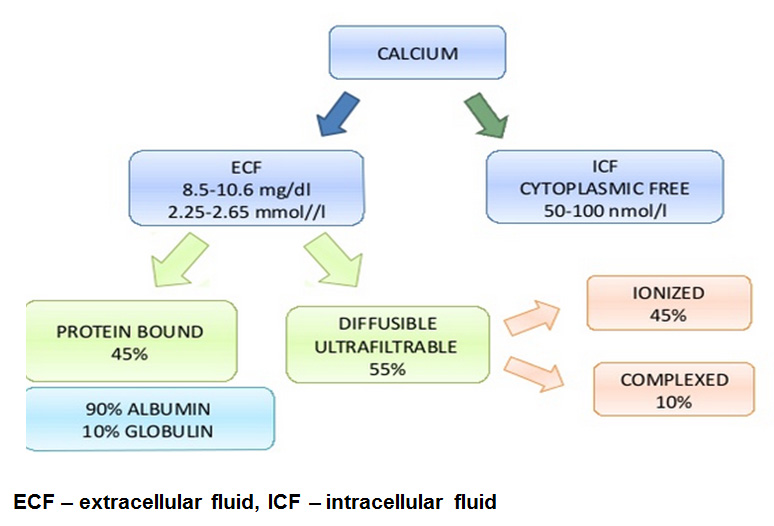 CALCIUM
ECF
8.5-10.6 mg/dl
2.25-2.65 mmol//l
ICF
CYTOPLASMIC FREE
50-100 nmol/l
PROTEIN BOUND
45%
90% ALBUMIN
10% GLOBULIN
DIFFUSIBLE
ULTRAFILTRABLE
55%
IONIZED
45%
COMPLEXED
10%
ECF – extracellular fluid, ICF – intracellular fluid